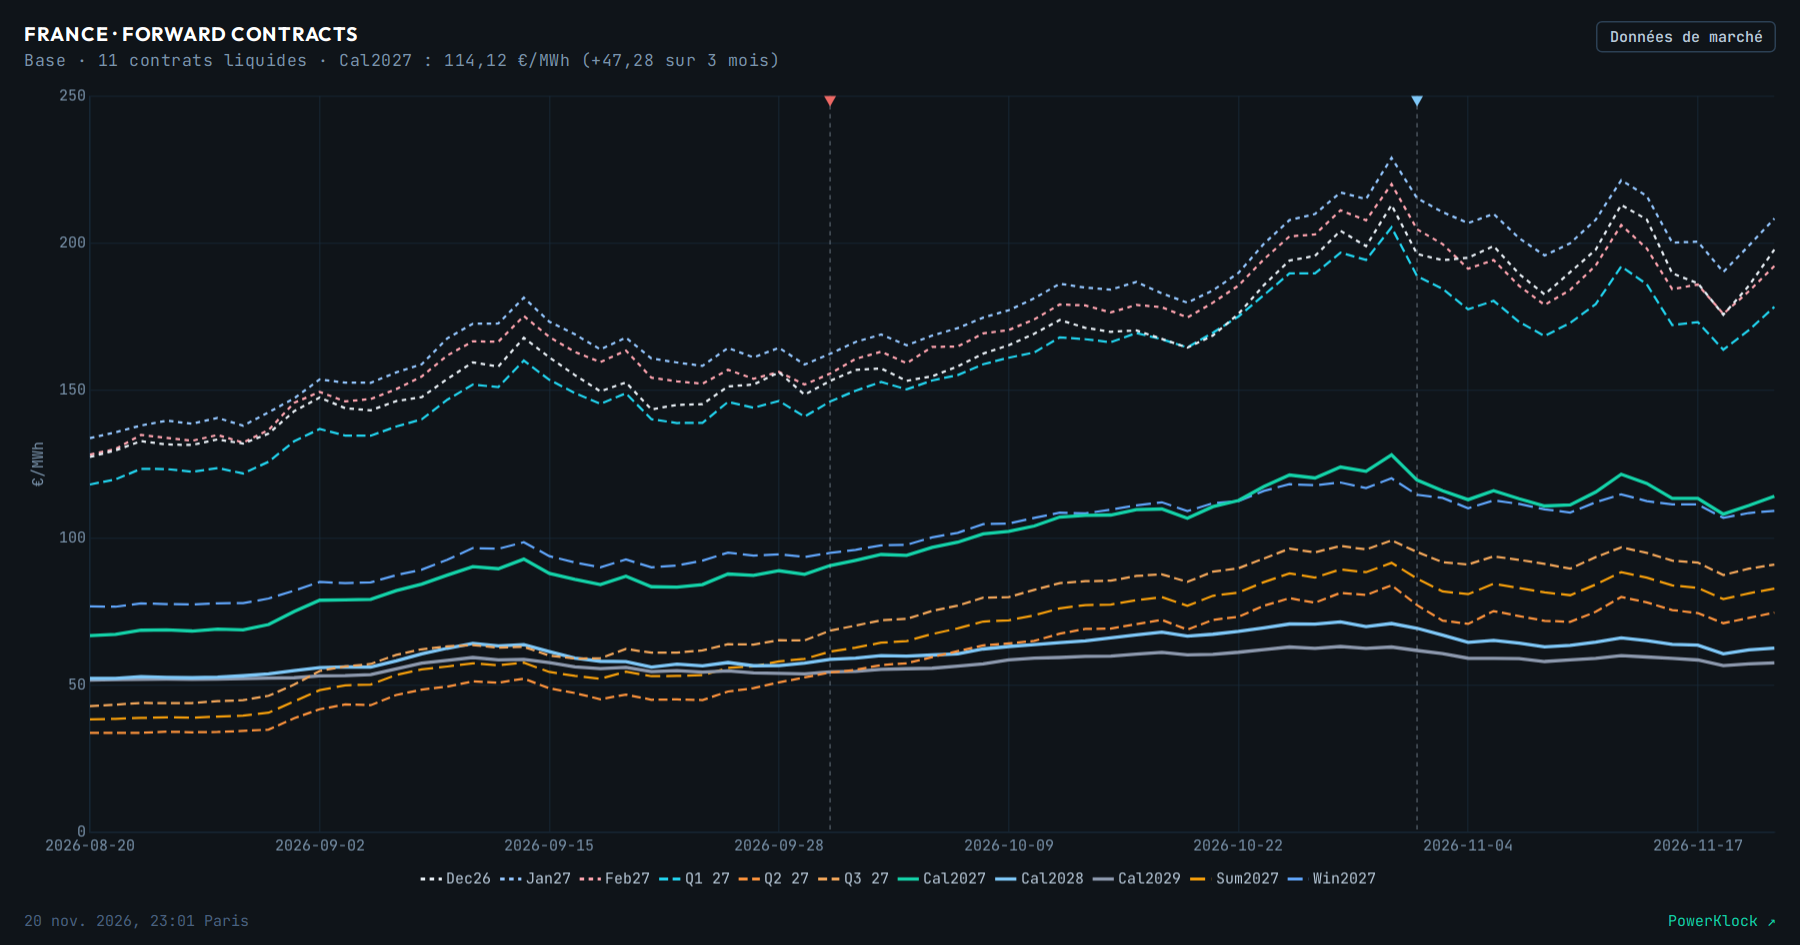 FRANCE · FORWARD CONTRACTS
Données de marché
Base · 11 contrats liquides · Cal2027 : 114,12 €/MWh (+47,28 sur 3 mois)
250
200
150
100
50
0
€/MWh
2026-08-20 2026-09-02 2026-09-15 2026-09-28 2026-10-09 2026-10-22 2026-11-04 2026-11-17
Dec26 Jan27 Feb27 Q1 27 Q2 27 Q3 27 Cal2027 Cal2028 Cal2029 Sum2027 Win2027
20 nov. 2026, 23:01 Paris
PowerKlock ↗